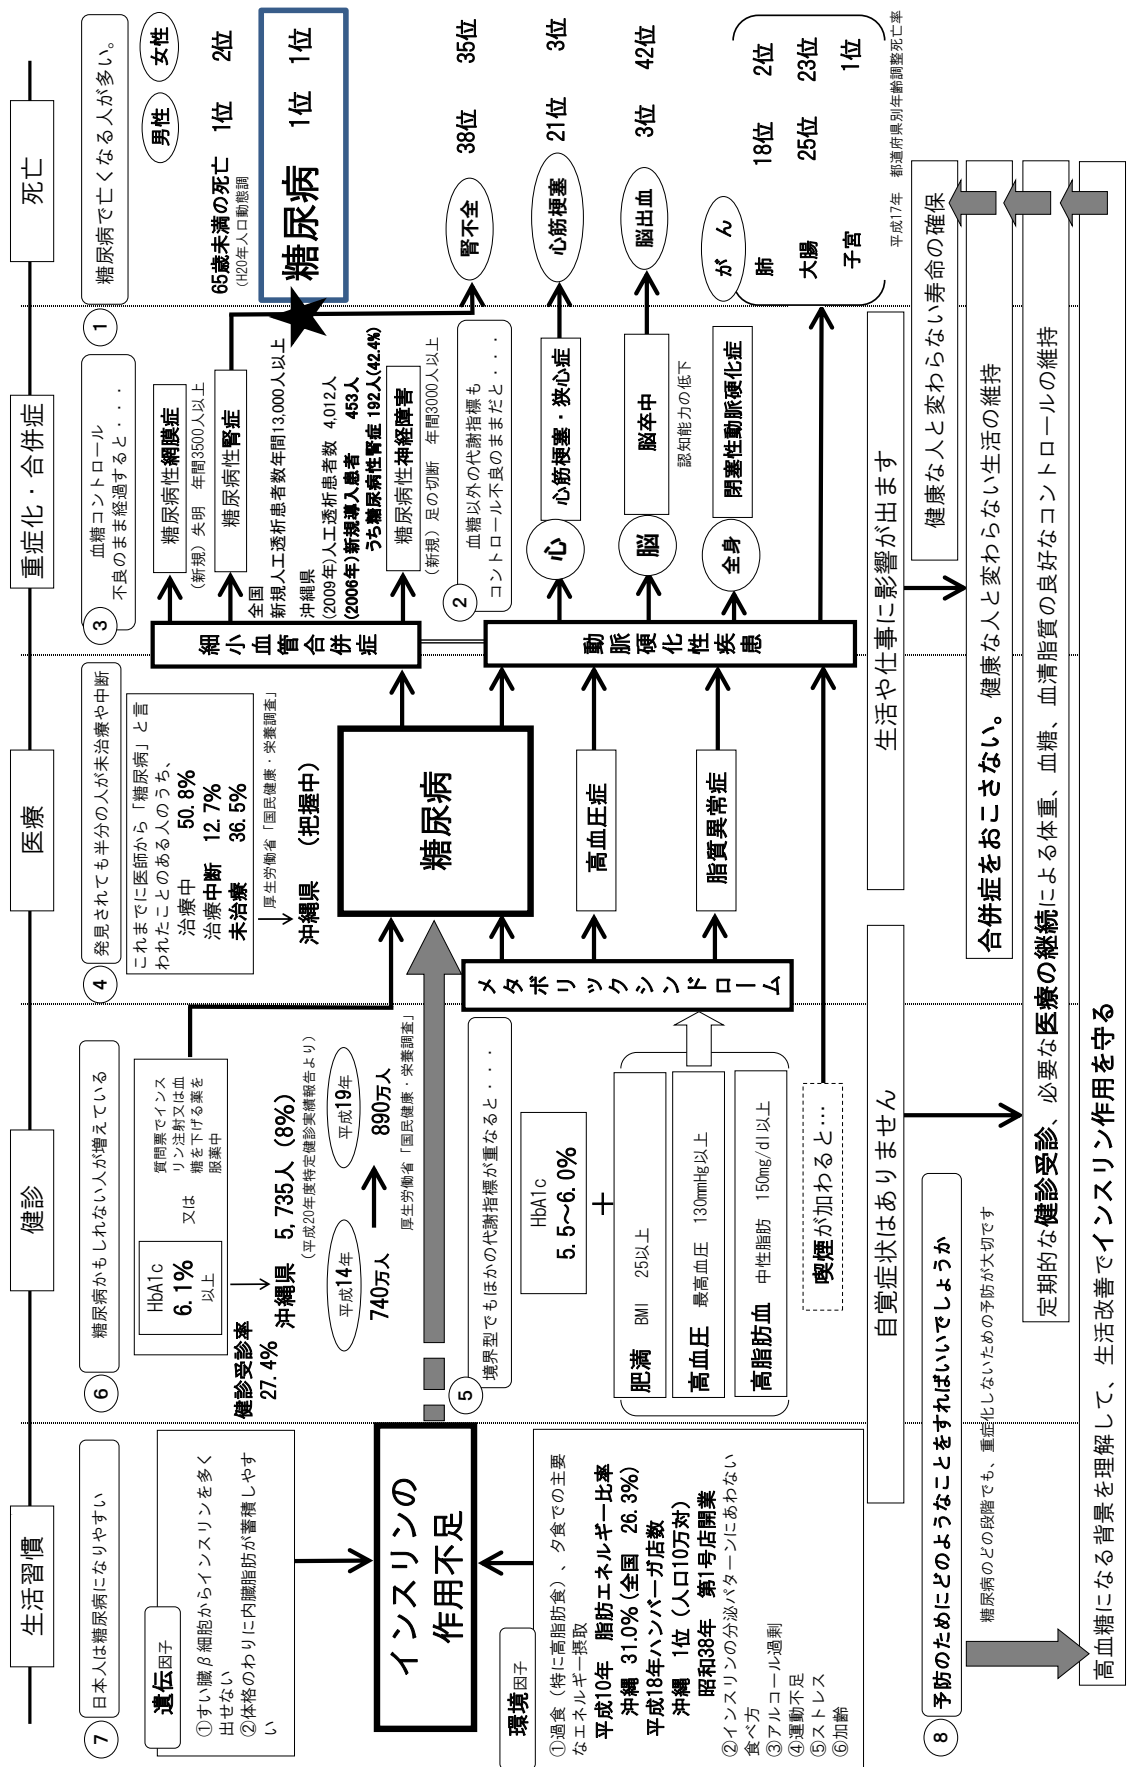 生活習慣
健診
医療
重症化・合併症
死亡
7
日本人は糖尿病になりやすい
遺伝因子
①すい臓β細胞からインスリンを多く
出せない
②体格のわりに内臓脂肪が蓄積しやす
い
インスリンの
作用不足
環境因子
①過食（特に高脂肪食）、夕食での主要
なエネルギー摂取
平成10年　脂肪エネルギー比率
沖縄 31.0%(全国　26.3%)
平成18年ハンバーガ店数
沖縄　1位（人口10万対）
昭和38年　第1号店開業
②インスリンの分泌パターンにあわない
食べ方
③アルコール過剰
④運動不足
⑤ストレス
⑥加齢
6
糖尿病かもしれない人が増えている
HbA1c
6.1%
以上
又は
質問票でインス
リン注射又は血
糖を下げる薬を
服薬中
健診受診率
27.4%
沖縄県　5,735人（8%）
(平成20年度特定健診実績報告より)
平成14年
平成19年
740万人
890万人
厚生労働省「国民健康・栄養調査」
5
境界型でもほかの代謝指標が重なると・・・
HbA1c
5.5～6.0%
＋
肥満　BMI　25以上
高血圧　最高血圧　130mmHg以上
高脂肪血　中性脂肪　150mg/dl以上
喫煙が加わると…
メタボリックシンドローム
4
発見されても半分の人が未治療や中断
これまでに医師から「糖尿病」と言
われたことのある人のうち、
治療中　50.8%
治療中断　12.7%
未治療　36.5%
厚生労働省「国民健康・栄養調査」
沖縄県　（把握中）
糖尿病
高血圧症
脂質異常症
3
血糖コントロール
不良のまま経過すると・・・
細小血管合併症
糖尿病性網膜症
(新規）失明　年間3500人以上
糖尿病性腎症
全国
新規人工透析患者数年間13,000人以上
沖縄県
(2009年)人工透析患者数　4,012人
(2006年)新規導入患者　453人
うち糖尿病性腎症 192人(42.4%)
糖尿病性神経障害
(新規）足の切断　年間3000人以上
2
血糖以外の代謝指標も
コントロール不良のままだと・・・
動脈硬化性疾患
心
心筋梗塞・狭心症
脳
脳卒中
認知能力の低下
全身
閉塞性動脈硬化症
1
糖尿病で亡くなる人が多い。
男性
女性
65歳未満の死亡　1位　2位
(H20年人口動態調
糖尿病　1位　1位
腎不全　38位　35位
心筋梗塞　21位　3位
脳出血　3位　42位
がん
肺　18位　2位
大腸　25位　23位
子宮　1位
平成17年　都道府県別年齢調整死亡率
自覚症状はありません
生活や仕事に影響が出ます
8
予防のためにどのようなことをすればいいでしょうか
糖尿病のどの段階でも、重症化しないための予防が大切です
健康な人と変わらない寿命の確保
合併症をおこさない。健康な人と変わらない生活の維持
定期的な健診受診、必要な医療の継続による体重、血糖、血清脂質の良好なコントロールの維持
高血糖になる背景を理解して、生活改善でインスリン作用を守る